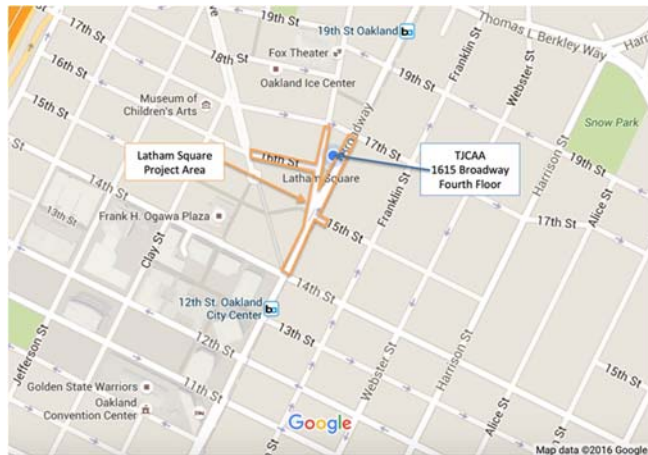 19th St
19th St Oakland
Thomas L Berkley Way
Harri
17th St
Fox Theater
18th St
Franklin St
Webster St
16th St
Oakland Ice Center
19th St
Harrison St
Museum of
Children's Arts
Broadway
Snow Park
15th St
Latham Square
Project Area
16th St
17th St
TJCAA
1615 Broadway
Fourth Floor
19th St
Latham Square
14th St
Alice St
13th St
Frank H. Ogawa Plaza
15th St
Franklin St
17th St
Clay St
12th St. Oakland
City Center
14th St
Jefferson St
12th St
13th St
Harrison St
Webster St
11th St
15th St
Golden State Warriors
Alice St
Oakland
Convention Center
Google
Map data ©2016 Google